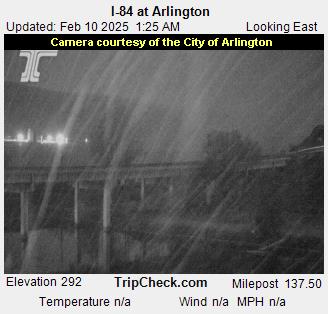 I-84 at Arlington
Updated: Feb 10 2025 1:25 AM Looking East
Camera courtesy of the City of Arlington
Elevation 292 TripCheck.com Milepost 137.50
Temperature n/a Wind n/a MPH n/a